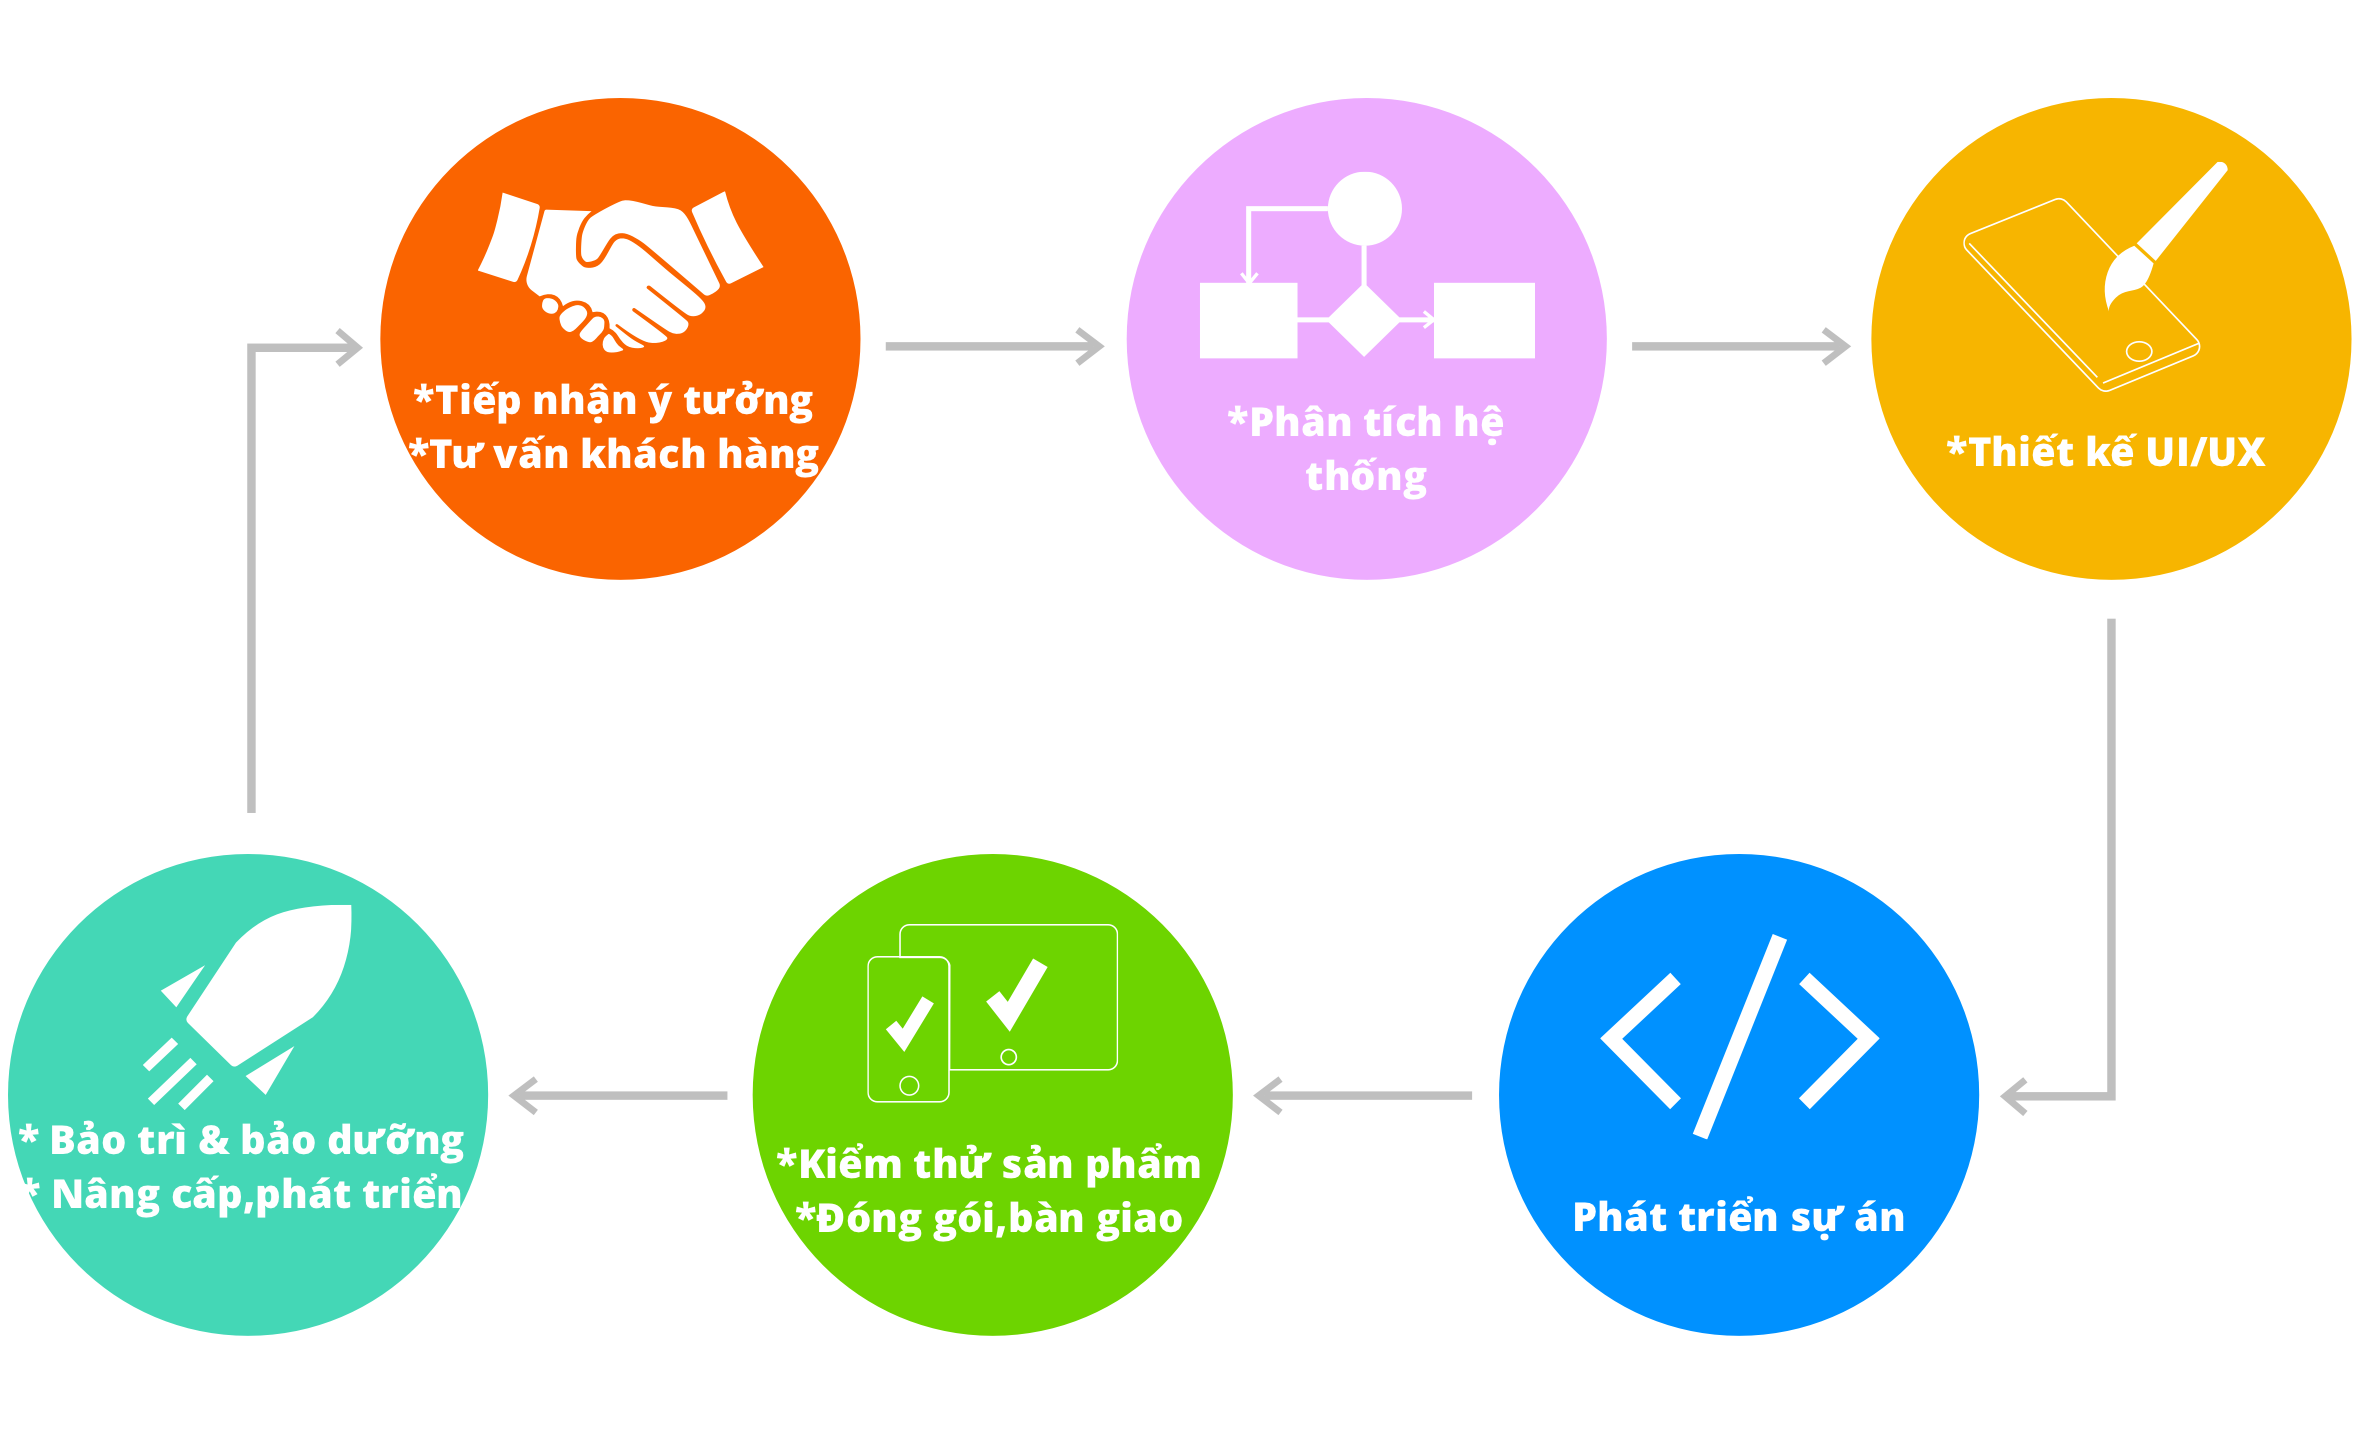 *Tiếp nhận ý tưởng
*Tư vấn khách hàng
*Phân tích hệ
thống
*Thiết kế UI/UX
* Bảo trì & bảo dưỡng
* Nâng cấp,phát triển
*Kiểm thử sản phẩm
*Đóng gói,bàn giao
Phát triển sự án